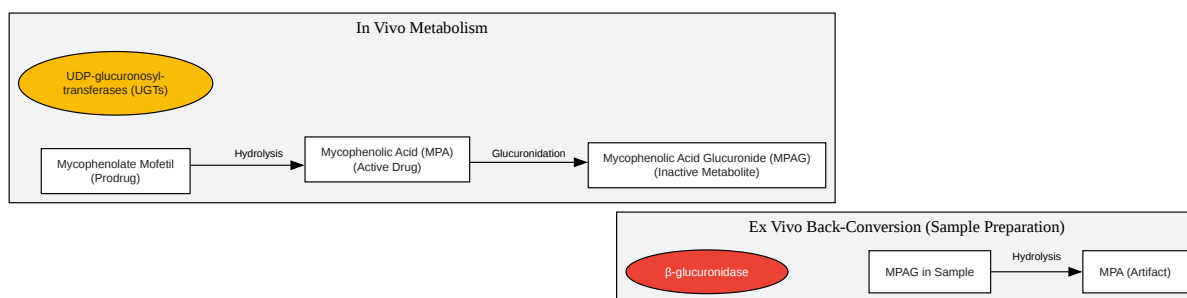 In Vivo Metabolism
UDP-glucuronosyl-
transferases (UGTs)
Mycophenolate Mofetil
(Prodrug)
Hydrolysis
Mycophenolic Acid (MPA)
(Active Drug)
Glucuronidation
Mycophenolic Acid Glucuronide (MPAG)
(Inactive Metabolite)
Ex Vivo Back-Conversion (Sample Preparation)
β-glucuronidase
MPAG in Sample
Hydrolysis
MPA (Artifact)